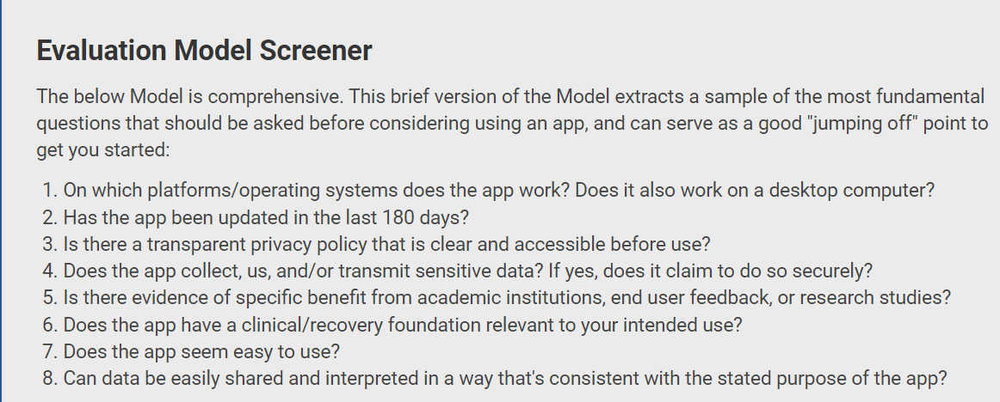 Evaluation Model Screener
The below Model is comprehensive. This brief version of the Model extracts a sample of the most fundamental
questions that should be asked before considering using an app, and can serve as a good "jumping off" point to
get you started:
1. On which platforms/operating systems does the app work? Does it also work on a desktop computer?
2. Has the app been updated in the last 180 days?
3. Is there a transparent privacy policy that is clear and accessible before use?
4. Does the app collect, us, and/or transmit sensitive data? If yes, does it claim to do so securely?
5. Is there evidence of specific benefit from academic institutions, end user feedback, or research studies?
6. Does the app have a clinical/recovery foundation relevant to your intended use?
7. Does the app seem easy to use?
8. Can data be easily shared and interpreted in a way that's consistent with the stated purpose of the app?